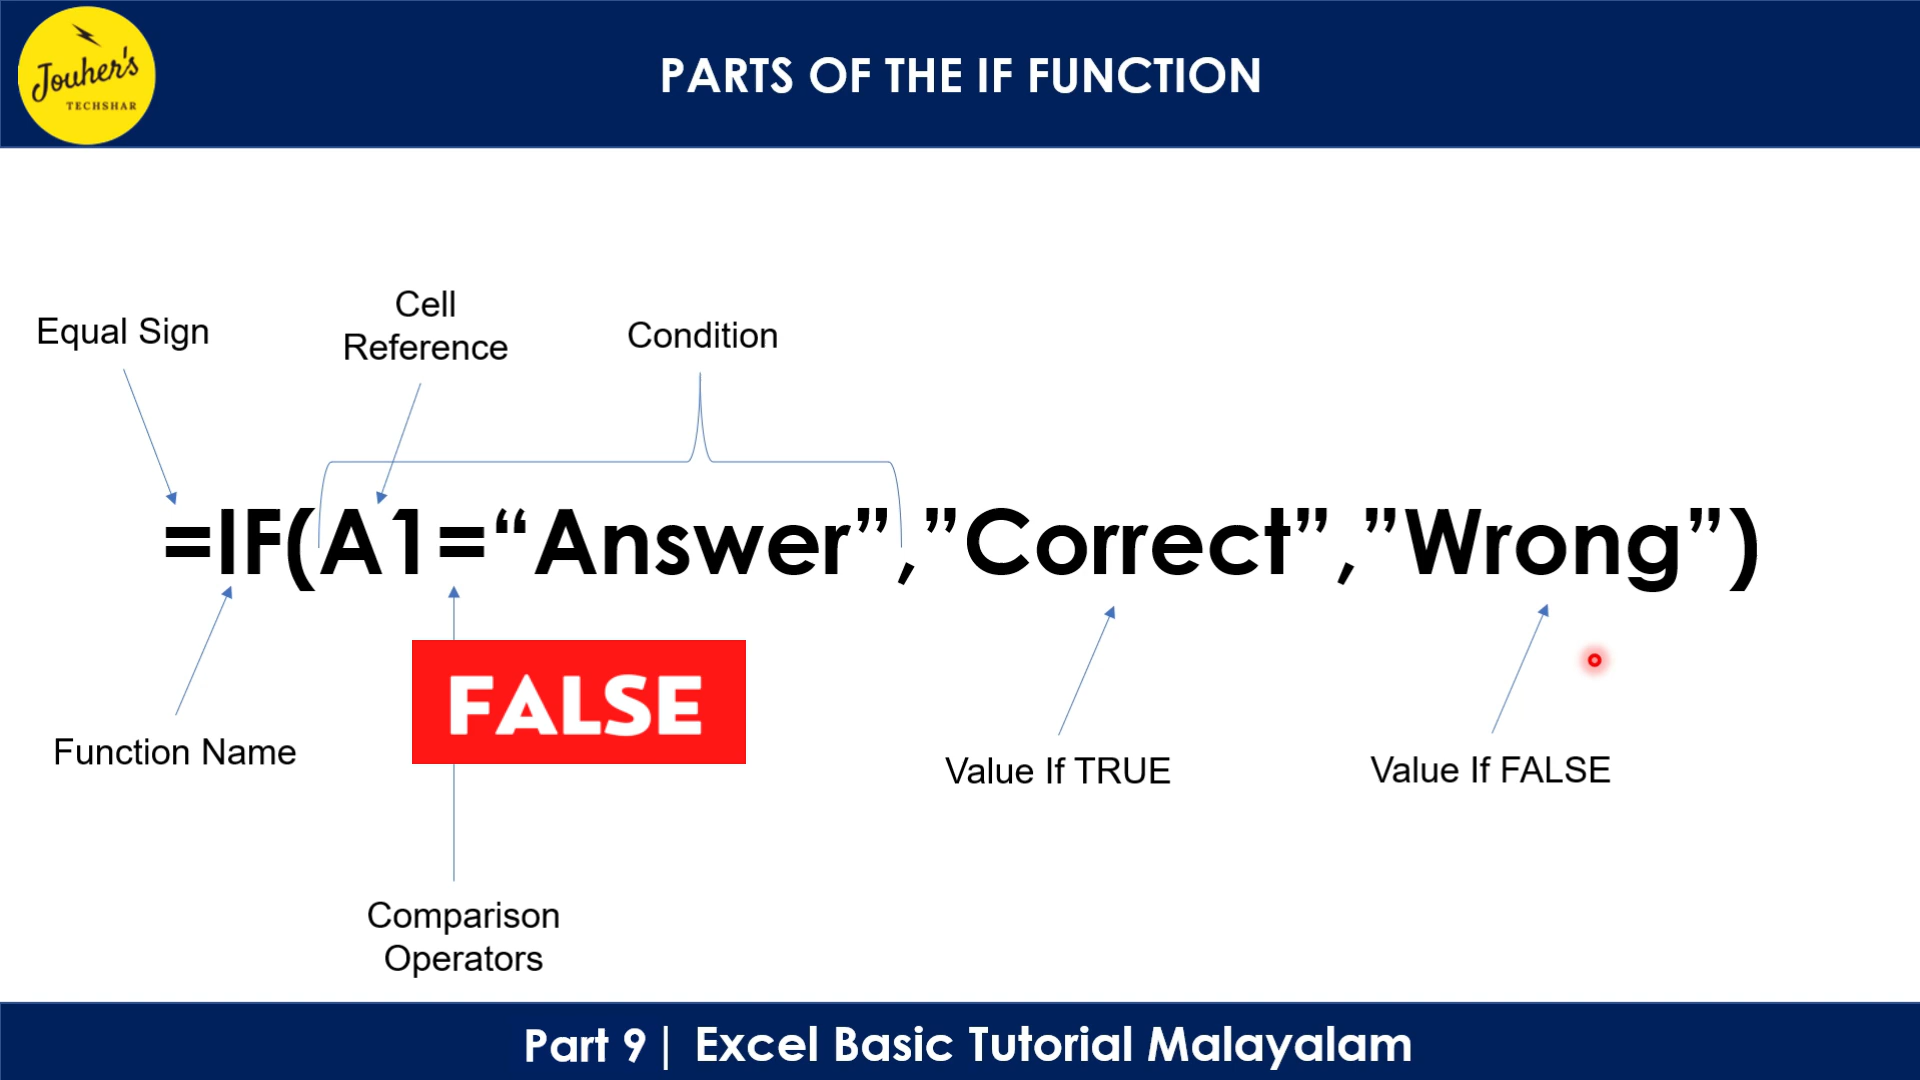 Jouher's
TECHSHAR
PARTS OF THE IF FUNCTION
Equal Sign
Cell
Reference
Condition
=IF(A1=“Answer”,”Correct”,”Wrong”)
FALSE
Function Name
Value If TRUE
Value If FALSE
Comparison
Operators
Part 9| Excel Basic Tutorial Malayalam